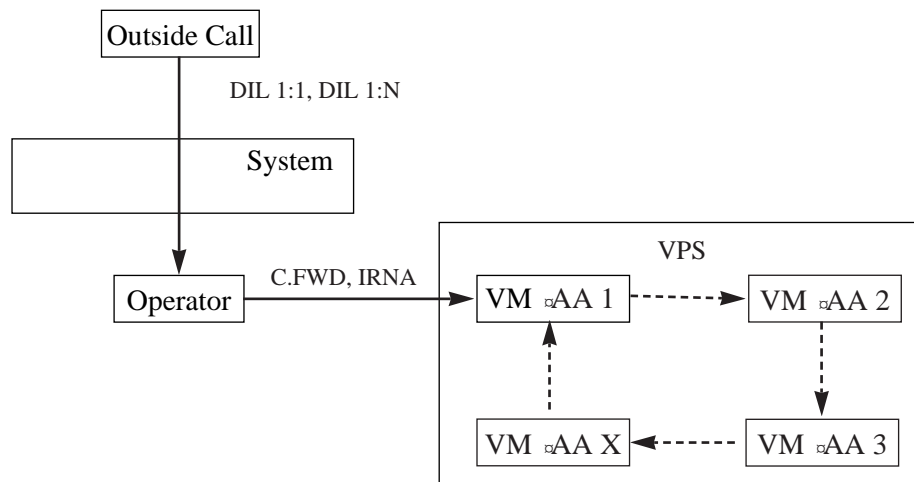 Outside Call
DIL 1:1, DIL 1:N
System
VPS
C.FWD, IRNA
Operator
VM ¤AA 1
VM ¤AA 2
VM ¤AA X
VM ¤AA 3